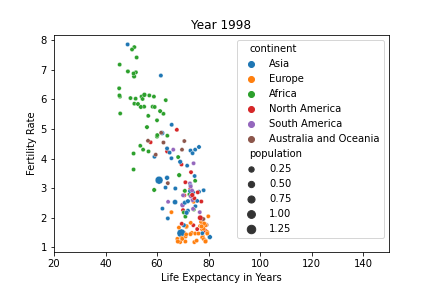 Year 1998
8
7
6
5
4
3
2
1
Fertility Rate
20 40 60 80 100 120 140
Life Expectancy in Years
continent
Asia
Europe
Africa
North America
South America
Australia and Oceania
population
0.25
0.50
0.75
1.00
1.25